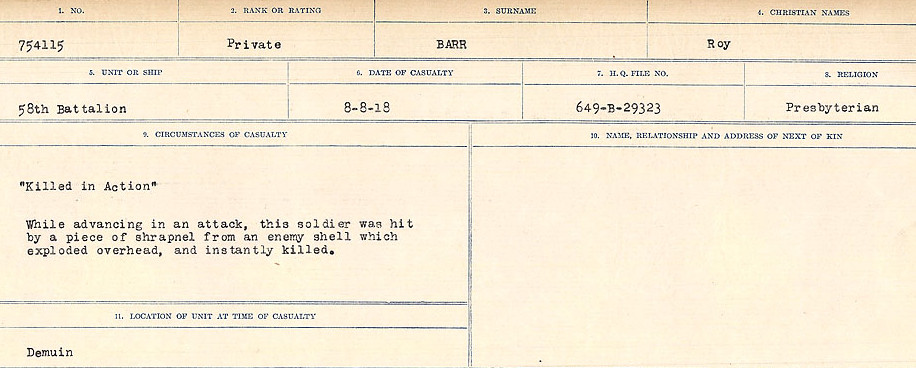 1. NO. 2. RANK OR RATING 3. SURNAME 4. CHRISTIAN NAMES
754115 Private BARR Roy
5. UNIT OR SHIP 6. DATE OF CASUALTY 7. H.Q. FILE NO. 8. RELIGION
58th Battalion 8-8-18 649-B-29323 Presbyterian
9. CIRCUMSTANCES OF CASUALTY
"Killed in Action"
While advancing in an attack, this soldier was hit
by a piece of shrapnel from an enemy shell which
exploded overhead, and instantly killed.
10. NAME, RELATIONSHIP AND ADDRESS OF NEXT OF KIN
11. LOCATION OF UNIT AT TIME OF CASUALTY
Demuin